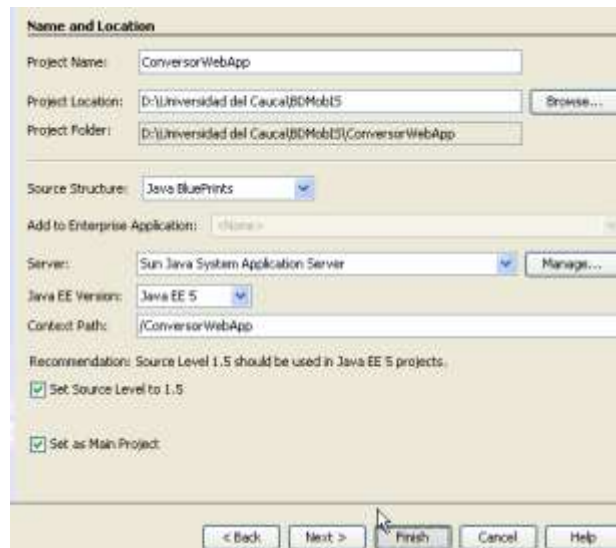 Name and Location
Project Name: ConversorWebApp
Project Location: D:\Universidad del Cauca\BDMobIS Browse...
Project Folder: D:\Universidad del Cauca\BDMobIS\ConversorWebApp
Source Structure: Java BluePrints
Add to Enterprise Application: <None>
Server: Sun Java System Application Server Manage...
Java EE Version: Java EE 5
Context Path: /ConversorWebApp
Recommendation: Source Level 1.5 should be used in Java EE 5 projects.
Set Source Level to 1.5
Set as Main Project
< Back Next > Finish Cancel Help